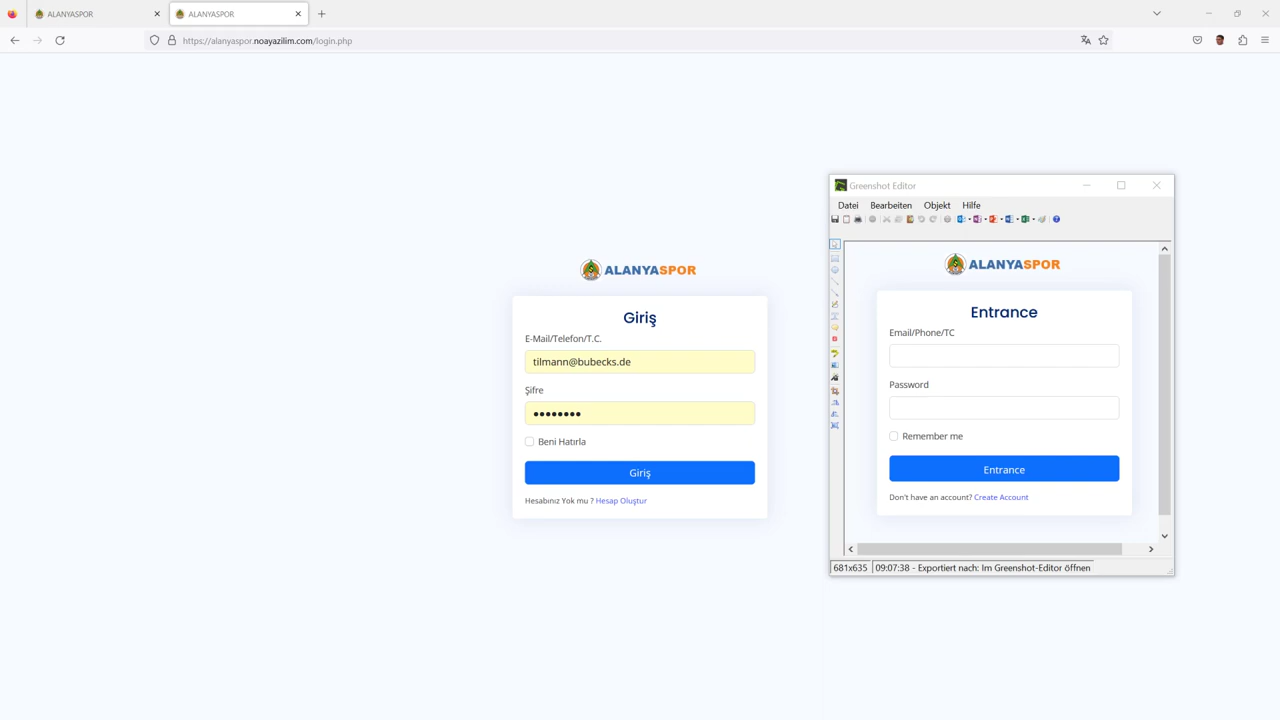 ALANYASPOR
ALANYASPOR
https://alanyaspor.noayazilim.com/login.php
ALANYASPOR
Giriş
E-Mail/Telefon/T.C.
tilmann@bubecks.de
Şifre
Beni Hatırla
Giriş
Hesabınız Yok mu ? Hesap Oluştur
Greenshot Editor
Datei Bearbeiten Objekt Hilfe
ALANYASPOR
Entrance
Email/Phone/TC
Password
Remember me
Entrance
Don't have an account? Create Account
681x635 09:07:38 - Exportiert nach: Im Greenshot-Editor öffnen